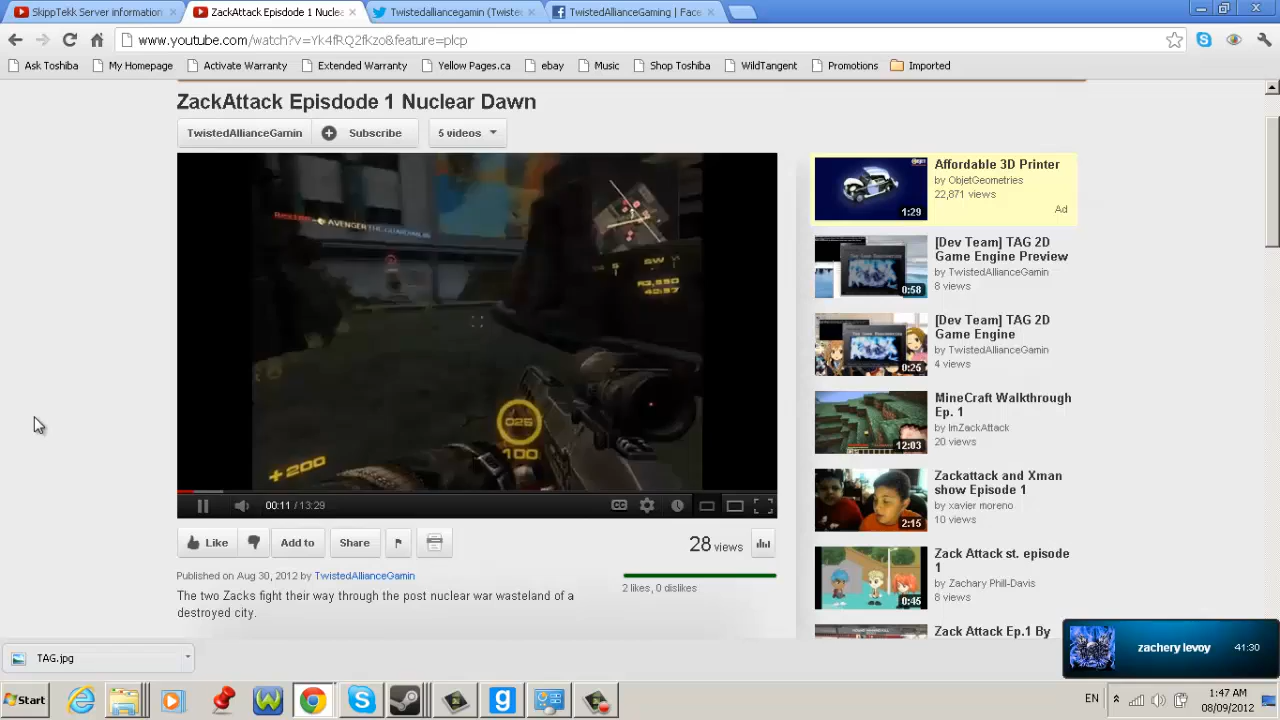 SkippTekk Server information
ZackAttack Episdode 1 Nuclea
Twistedalliancegamin (Twistec
TwistedAllianceGaming | Face
www.youtube.com/watch?v=Yk4fRQ2fkzo&feature=plcp
Ask Toshiba My Homepage Activate Warranty Extended Warranty Yellow Pages.ca ebay Music Shop Toshiba WildTangent Promotions Imported
ZackAttack Episdode 1 Nuclear Dawn
TwistedAllianceGamin Subscribe 5 videos
AVENGER
+200
025
100
00:11 / 13:29
CC
Like Add to Share
28 views
Published on Aug 30, 2012 by TwistedAllianceGamin
2 likes, 0 dislikes
The two Zacks fight their way through the post nuclear war wasteland of a
destroyed city.
Affordable 3D Printer
by ObjetGeometries
22,871 views
Ad
1:29
[Dev Team] TAG 2D
Game Engine Preview
by TwistedAllianceGamin
8 views
0:58
[Dev Team] TAG 2D
Game Engine
by TwistedAllianceGamin
4 views
0:25
MineCraft Walkthrough
Ep. 1
by ImZackAttack
20 views
12:03
Zackattack and Xman
show Episode 1
by xavier moreno
10 views
2:15
Zack Attack st. episode
1
by Zachary Phill-Davis
8 views
0:45
Zack Attack Ep.1 By
zachery levoy 41:30
TAG.jpg
Start
EN
1:47 AM
08/09/2012